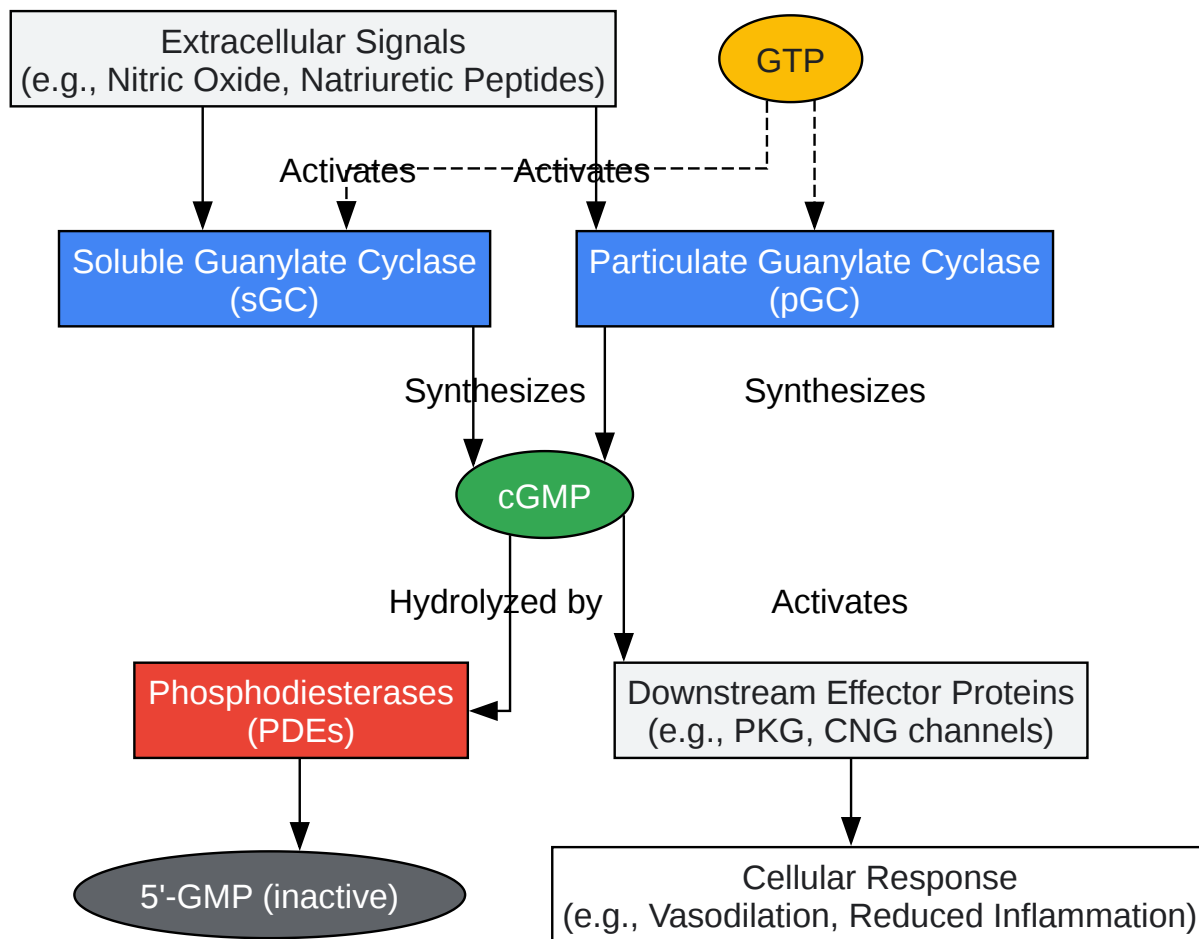 Extracellular Signals
(e.g., Nitric Oxide, Natriuretic Peptides)
GTP
Activates
Activates
Soluble Guanylate Cyclase
(sGC)
Particulate Guanylate Cyclase
(pGC)
Synthesizes
Synthesizes
cGMP
Hydrolyzed by
Activates
Phosphodiesterases
(PDEs)
Downstream Effector Proteins
(e.g., PKG, CNG channels)
5'-GMP (inactive)
Cellular Response
(e.g., Vasodilation, Reduced Inflammation)